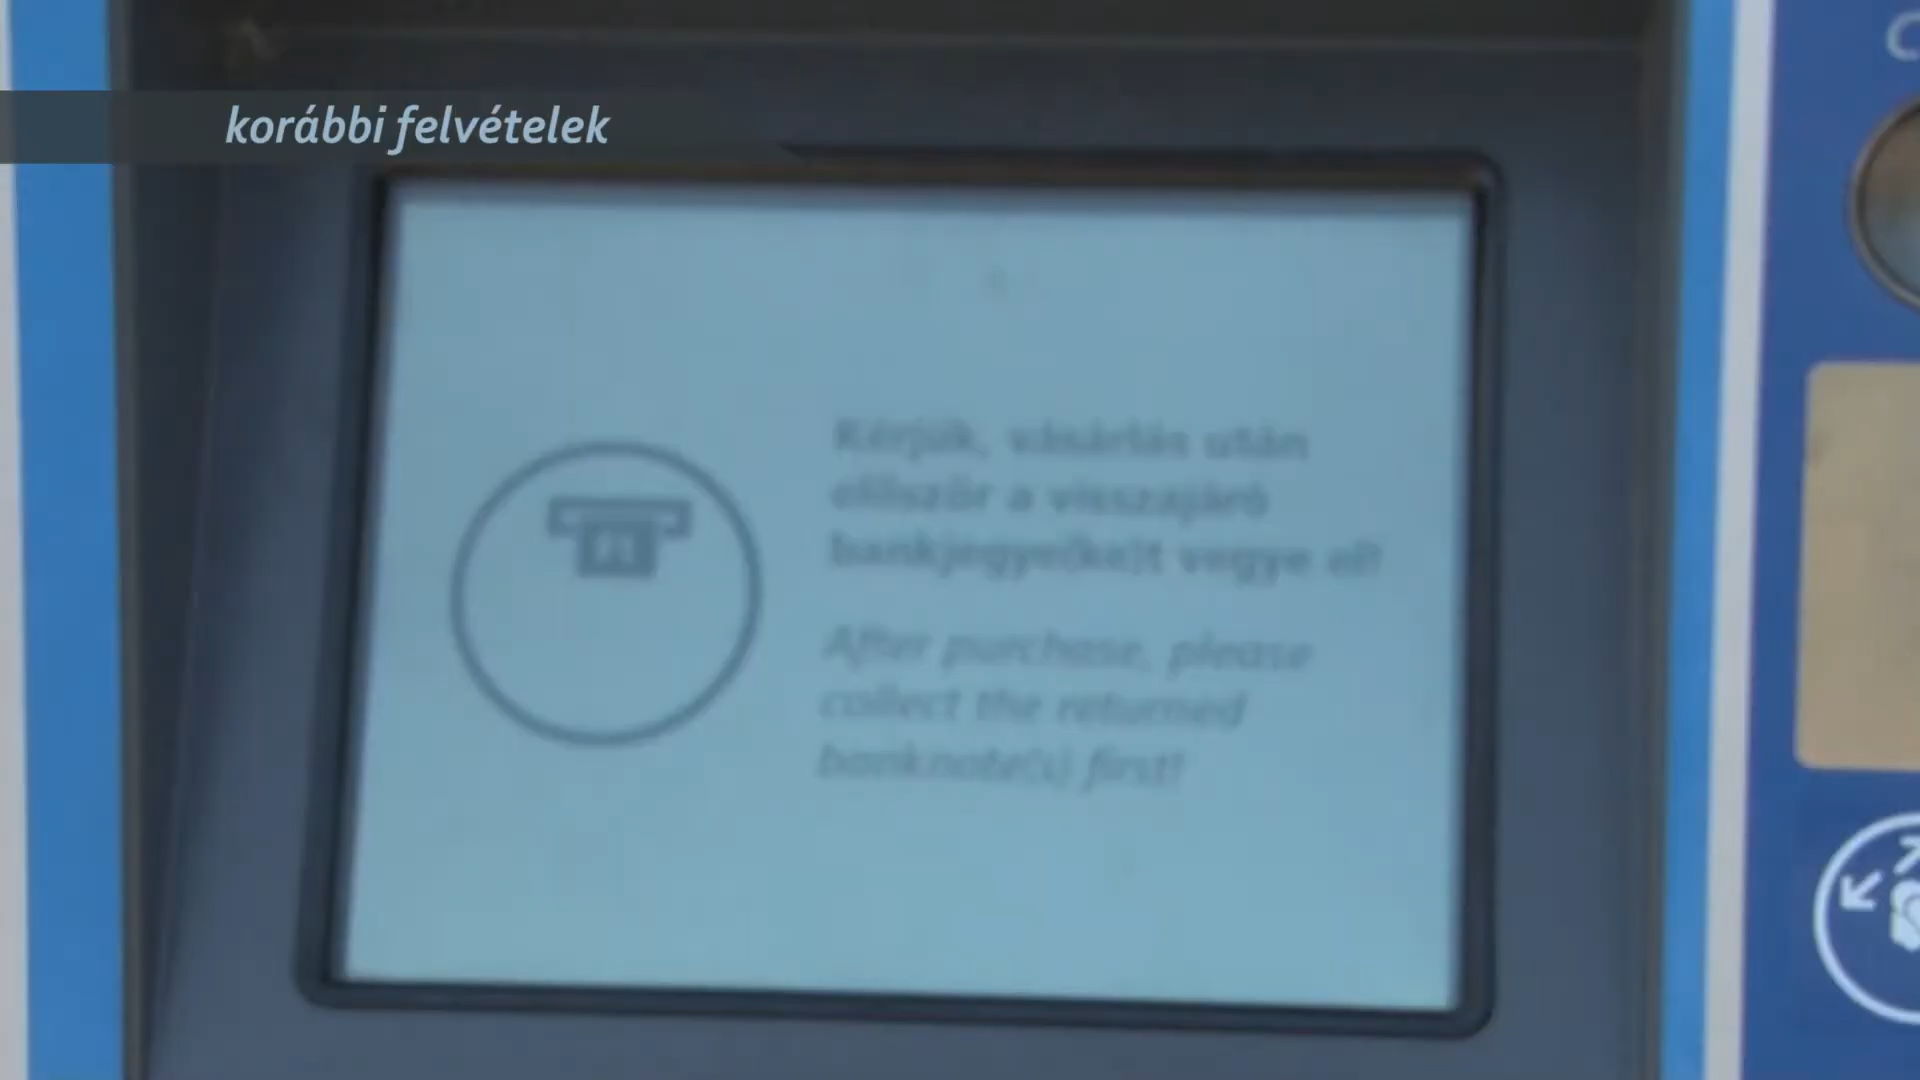 korábbi felvételek
Kérjük, vásárlás után
először a visszajáró
bankjegye(ke)t vegye el!
After purchase, please
collect the returned
banknote(s) first!